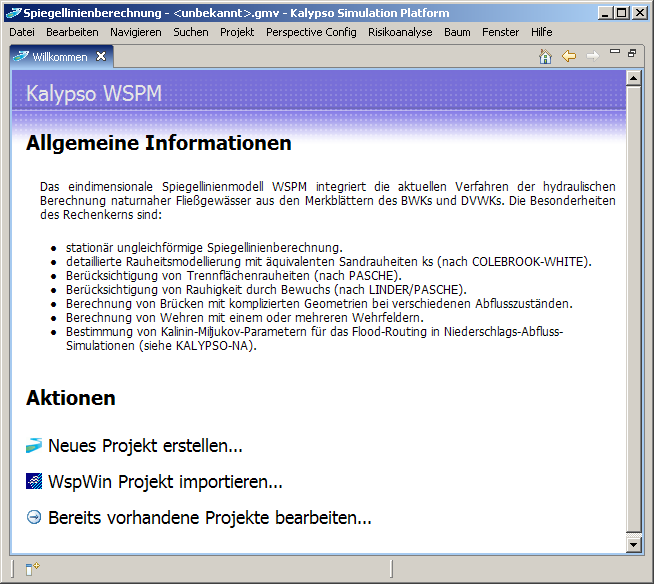 Spiegellinienberechnung - <unbekannt>.gmv - Kalypso Simulation Platform
Datei Bearbeiten Navigieren Suchen Projekt Perspective Config Risikoanalyse Baum Fenster Hilfe
Willkommen
Kalypso WSPM
Allgemeine Informationen
Das eindimensionale Spiegellinienmodell WSPM integriert die aktuellen Verfahren der hydraulischen
Berechnung naturnaher Fließgewässer aus den Merkblättern des BWKs und DVWKs. Die Besonderheiten
des Rechenkerns sind:
• stationär ungleichförmige Spiegellinienberechnung.
• detaillierte Rauheitsmodellierung mit äquivalenten Sandrauheiten ks (nach COLEBROOK-WHITE).
• Berücksichtigung von Trennflächenrauheiten (nach PASCHE).
• Berücksichtigung von Rauhigkeit durch Bewuchs (nach LINDER/PASCHE).
• Berechnung von Brücken mit komplizierten Geometrien bei verschiedenen Abflusszuständen.
• Berechnung von Wehren mit einem oder mehreren Wehrfeldern.
• Bestimmung von Kalinin-Miljukov-Parametern für das Flood-Routing in Niederschlags-Abfluss-
Simulationen (siehe KALYPSO-NA).
Aktionen
Neues Projekt erstellen...
WspWin Projekt importieren...
Bereits vorhandene Projekte bearbeiten...